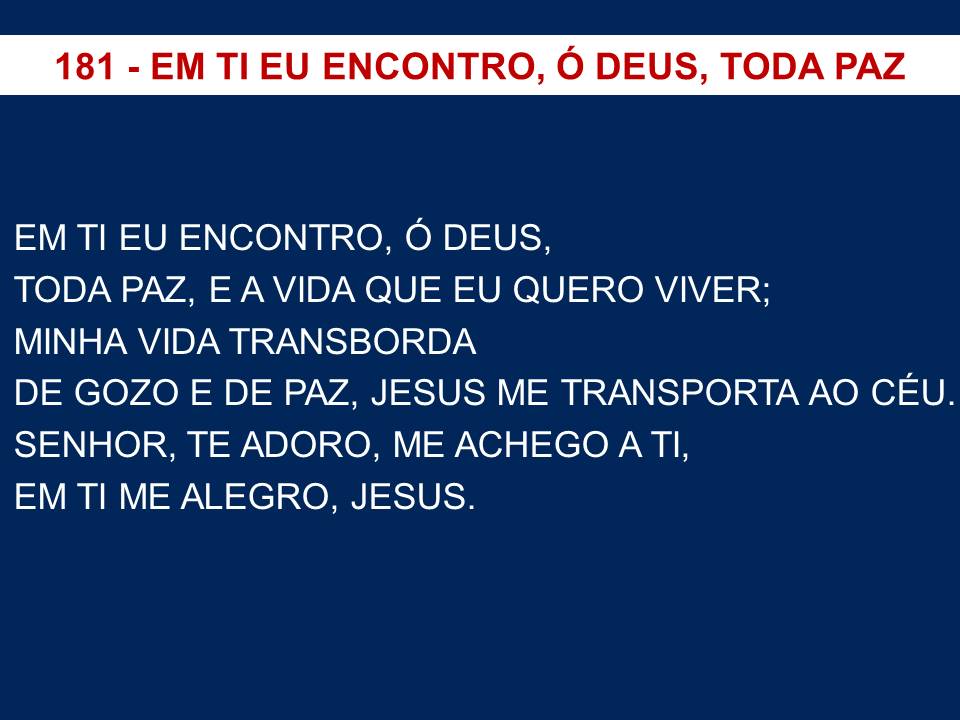 181 - EM TI EU ENCONTRO, Ó DEUS, TODA PAZ
EM TI EU ENCONTRO, Ó DEUS,
TODA PAZ, E A VIDA QUE EU QUERO VIVER;
MINHA VIDA TRANSBORDA
DE GOZO E DE PAZ, JESUS ME TRANSPORTA AO CÉU.
SENHOR, TE ADORO, ME ACHEGO A TI,
EM TI ME ALEGRO, JESUS.